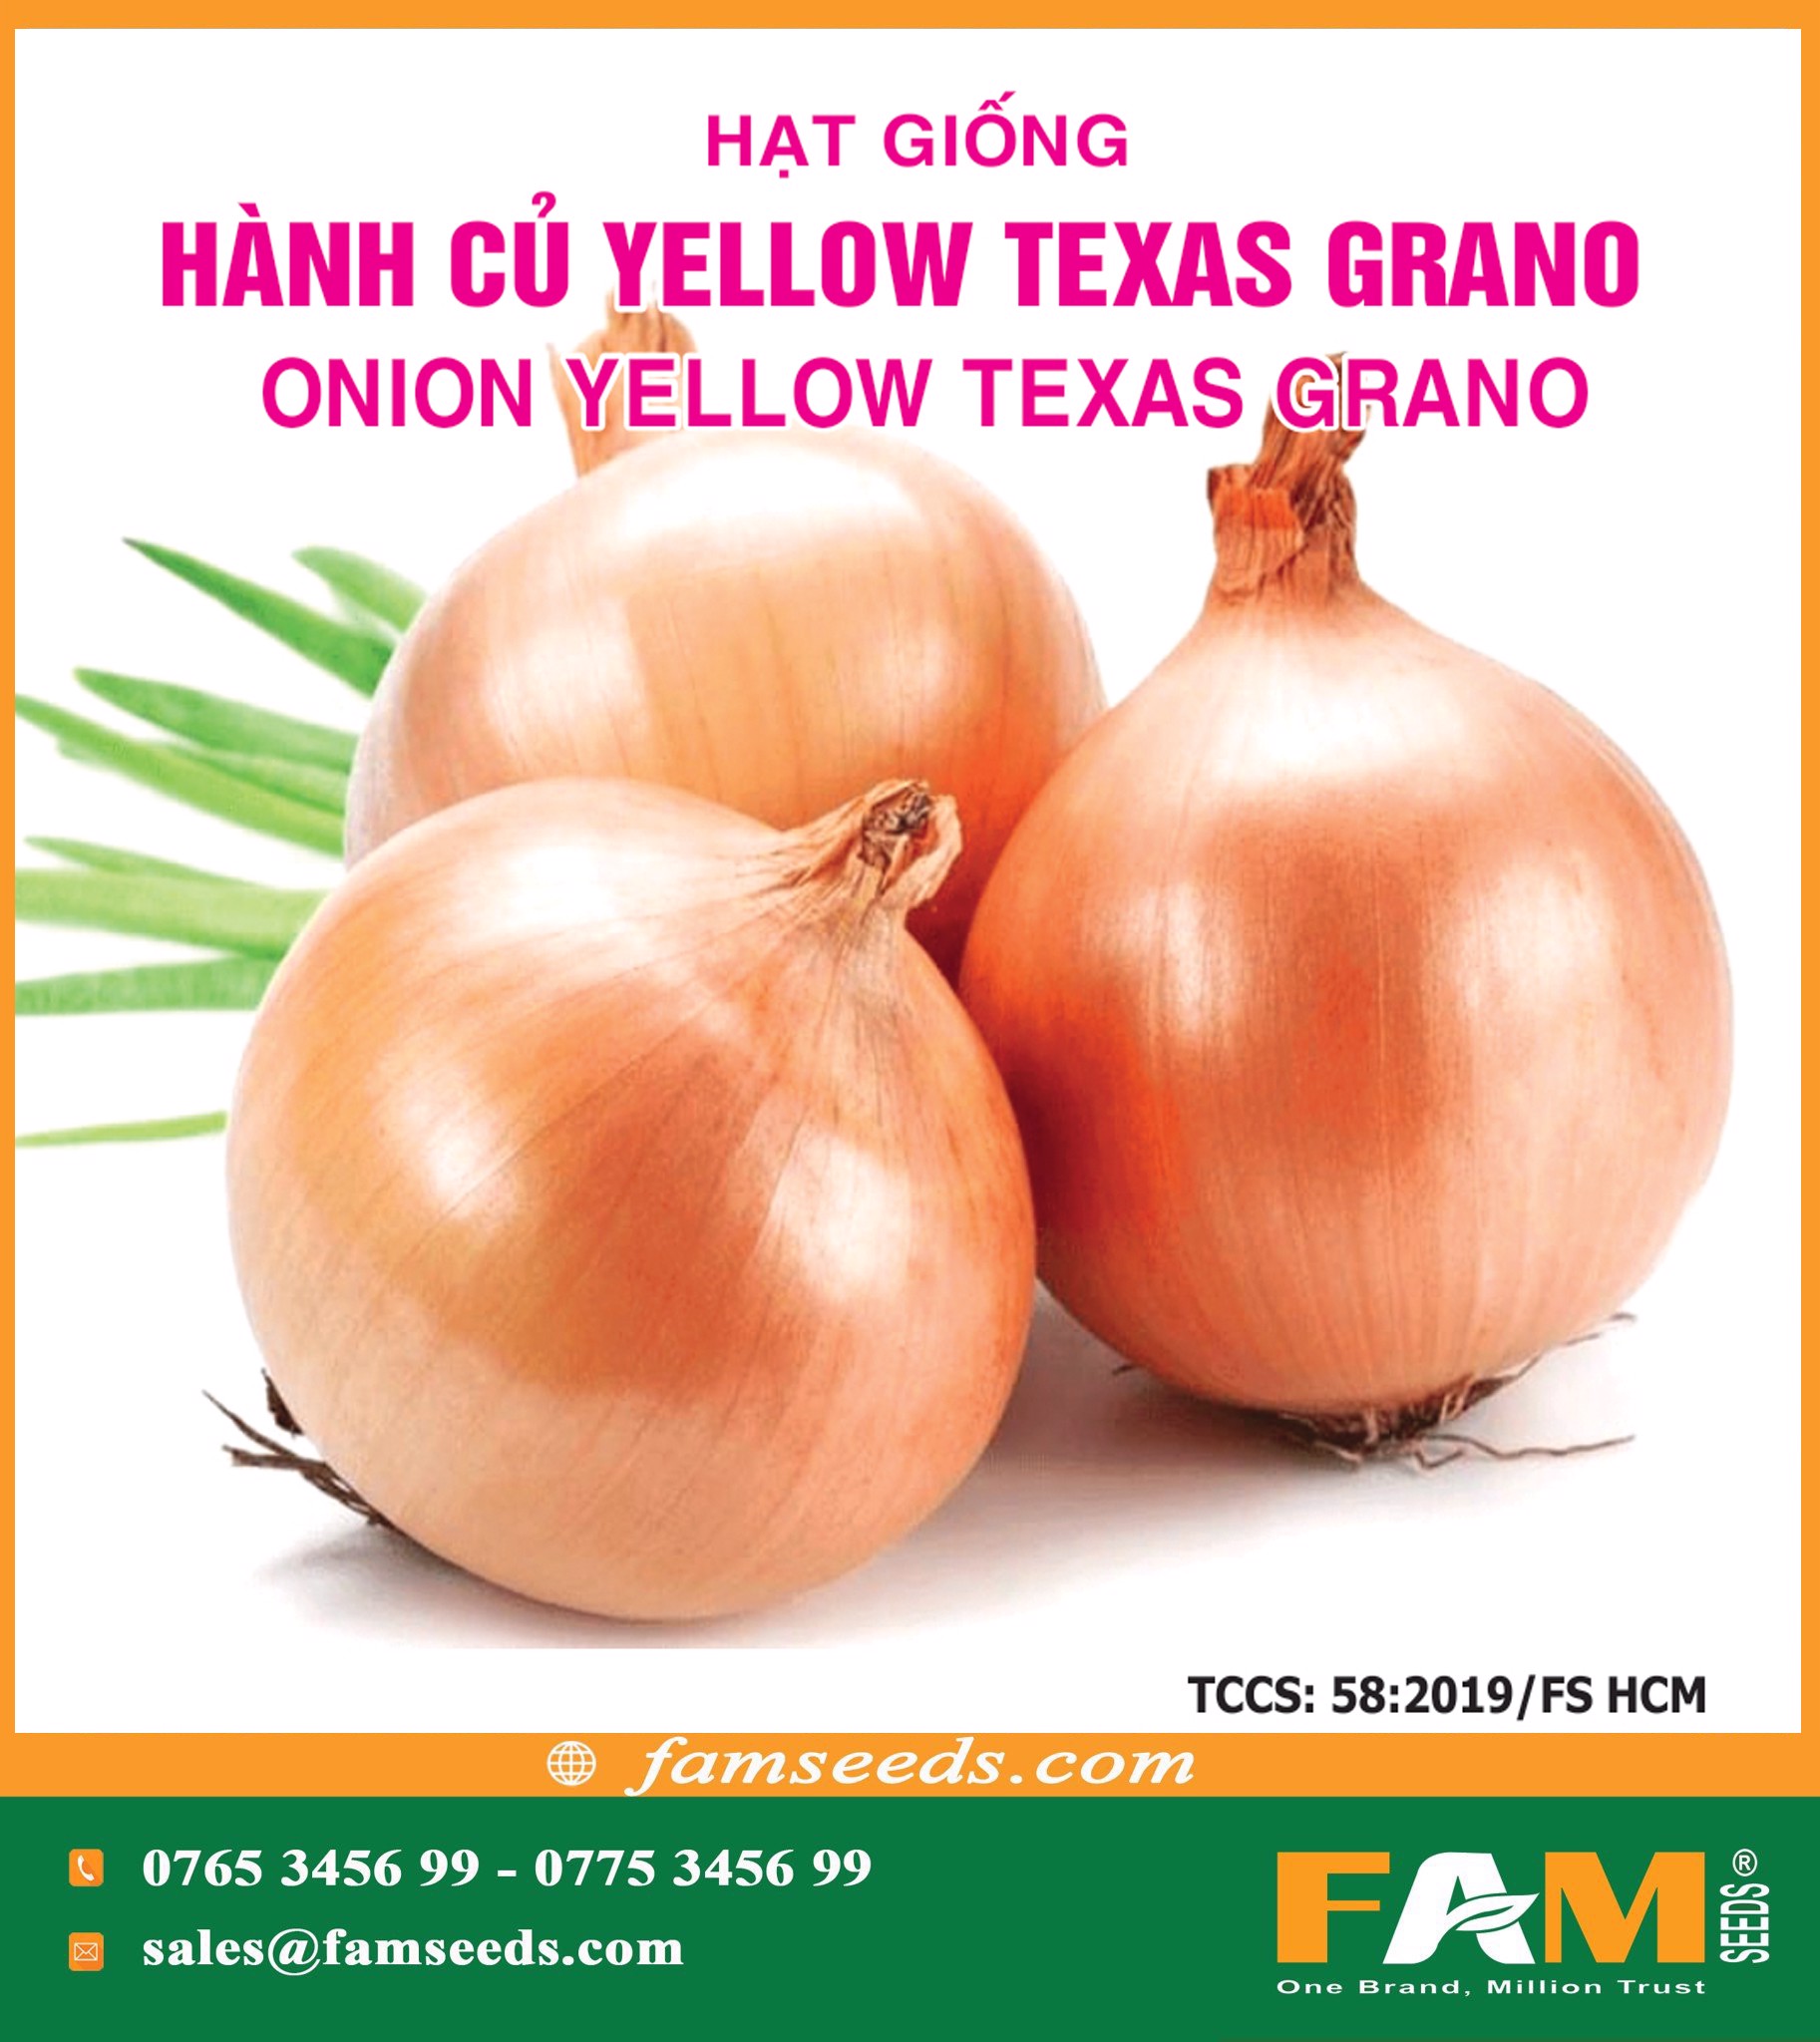 HẠT GIỐNG
HÀNH CỦ YELLOW TEXAS GRANO
ONION YELLOW TEXAS GRANO
TCCS: 58:2019/FS HCM
famseeds.com
0765 3456 99 - 0775 3456 99
sales@famseeds.com
FAM SEEDS®
One Brand, Million Trust